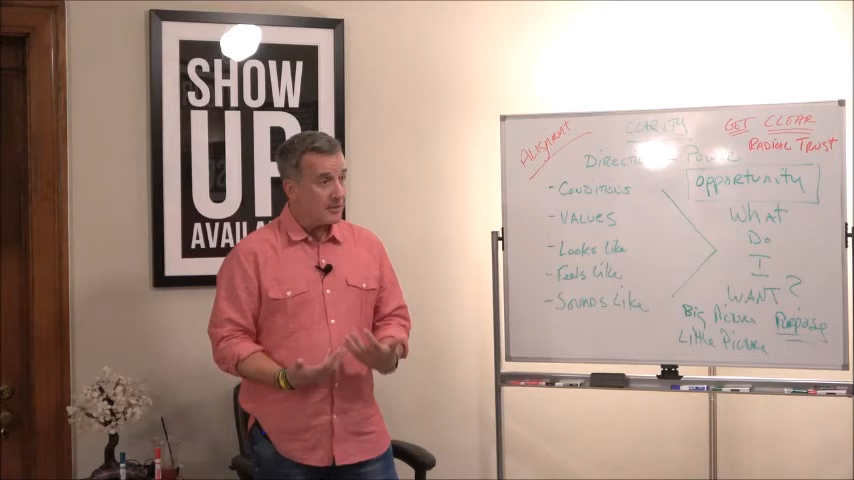 SHOW
UP
AVAILA
Alignment
CLARITY
GET CLEAR
RADICAL TRUST
DIRECTION - POWER
OPPORTUNITY
- CONDITIONS
- VALUES
- Looks Like
- Feels Like
- Sounds Like
What
Do
I
WANT?
Big Picture
Purpose
Little Picture